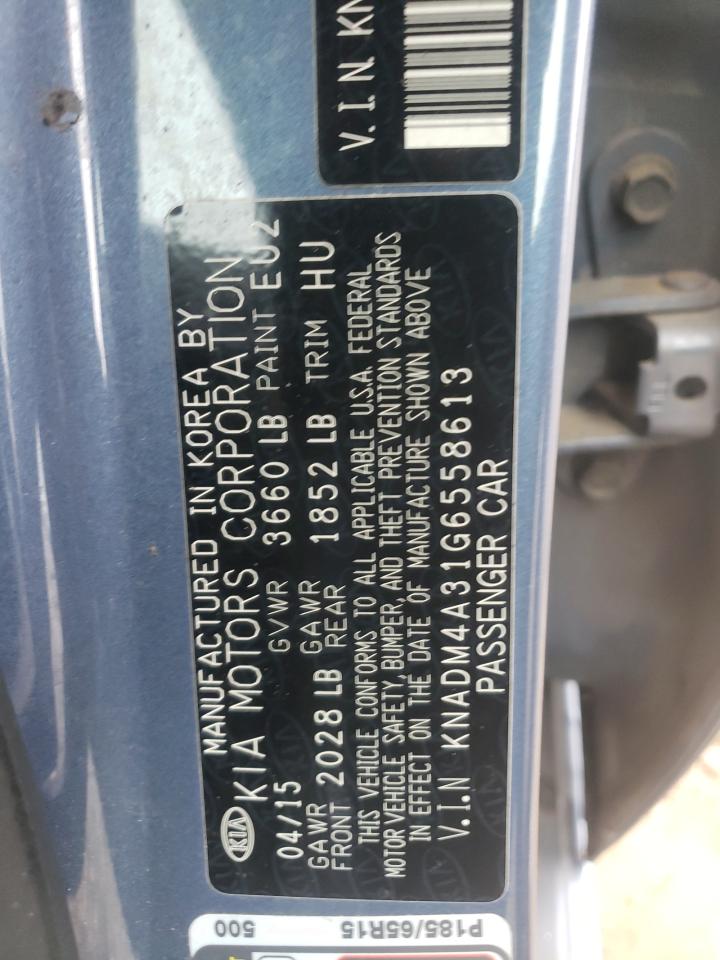 V.I.N. KN
MANUFACTURED IN KOREA BY
KIA KIA MOTORS CORPORATION
04/15 GVWR 3660 LB PAINT EU2
GAWR FRONT 2028 LB GAWR REAR 1852 LB TRIM HU
THIS VEHICLE CONFORMS TO ALL APPLICABLE U.S.A. FEDERAL
MOTOR VEHICLE SAFETY, BUMPER, AND THEFT PREVENTION STANDARDS
IN EFFECT ON THE DATE OF MANUFACTURE SHOWN ABOVE
V.I.N KNADM4A31G6558613
PASSENGER CAR
P185/65R15
500